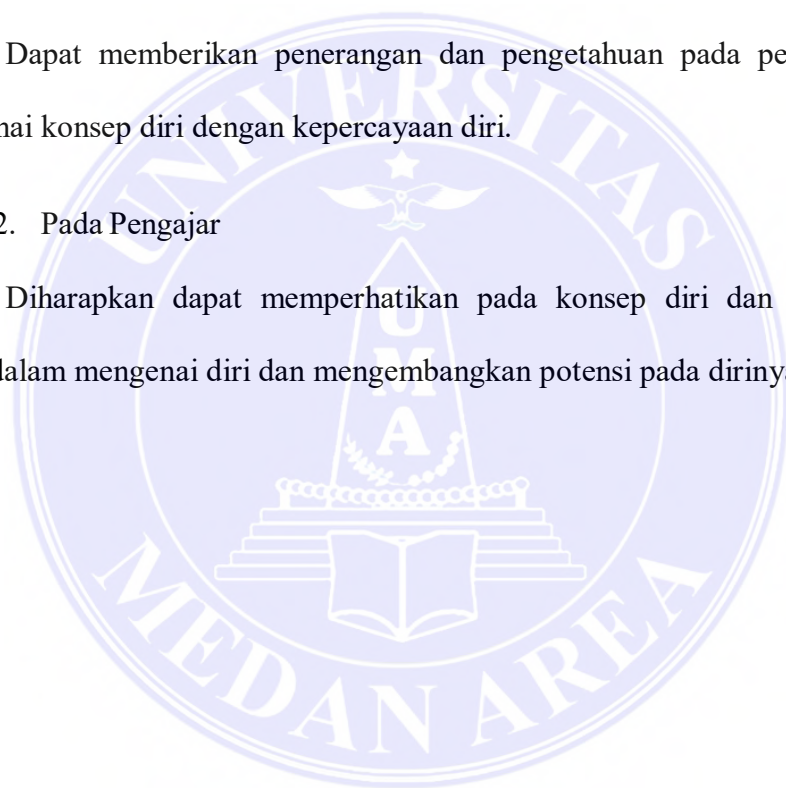 Dapat memberikan penerangan dan pengetahuan pada pe
nai konsep diri dengan kepercayaan diri.
2. Pada Pengajar
Diharapkan dapat memperhatikan pada konsep diri dan
dalam mengenai diri dan mengembangkan potensi pada dirinya
UNIVERSITAS
UMA
MEDAN AREA